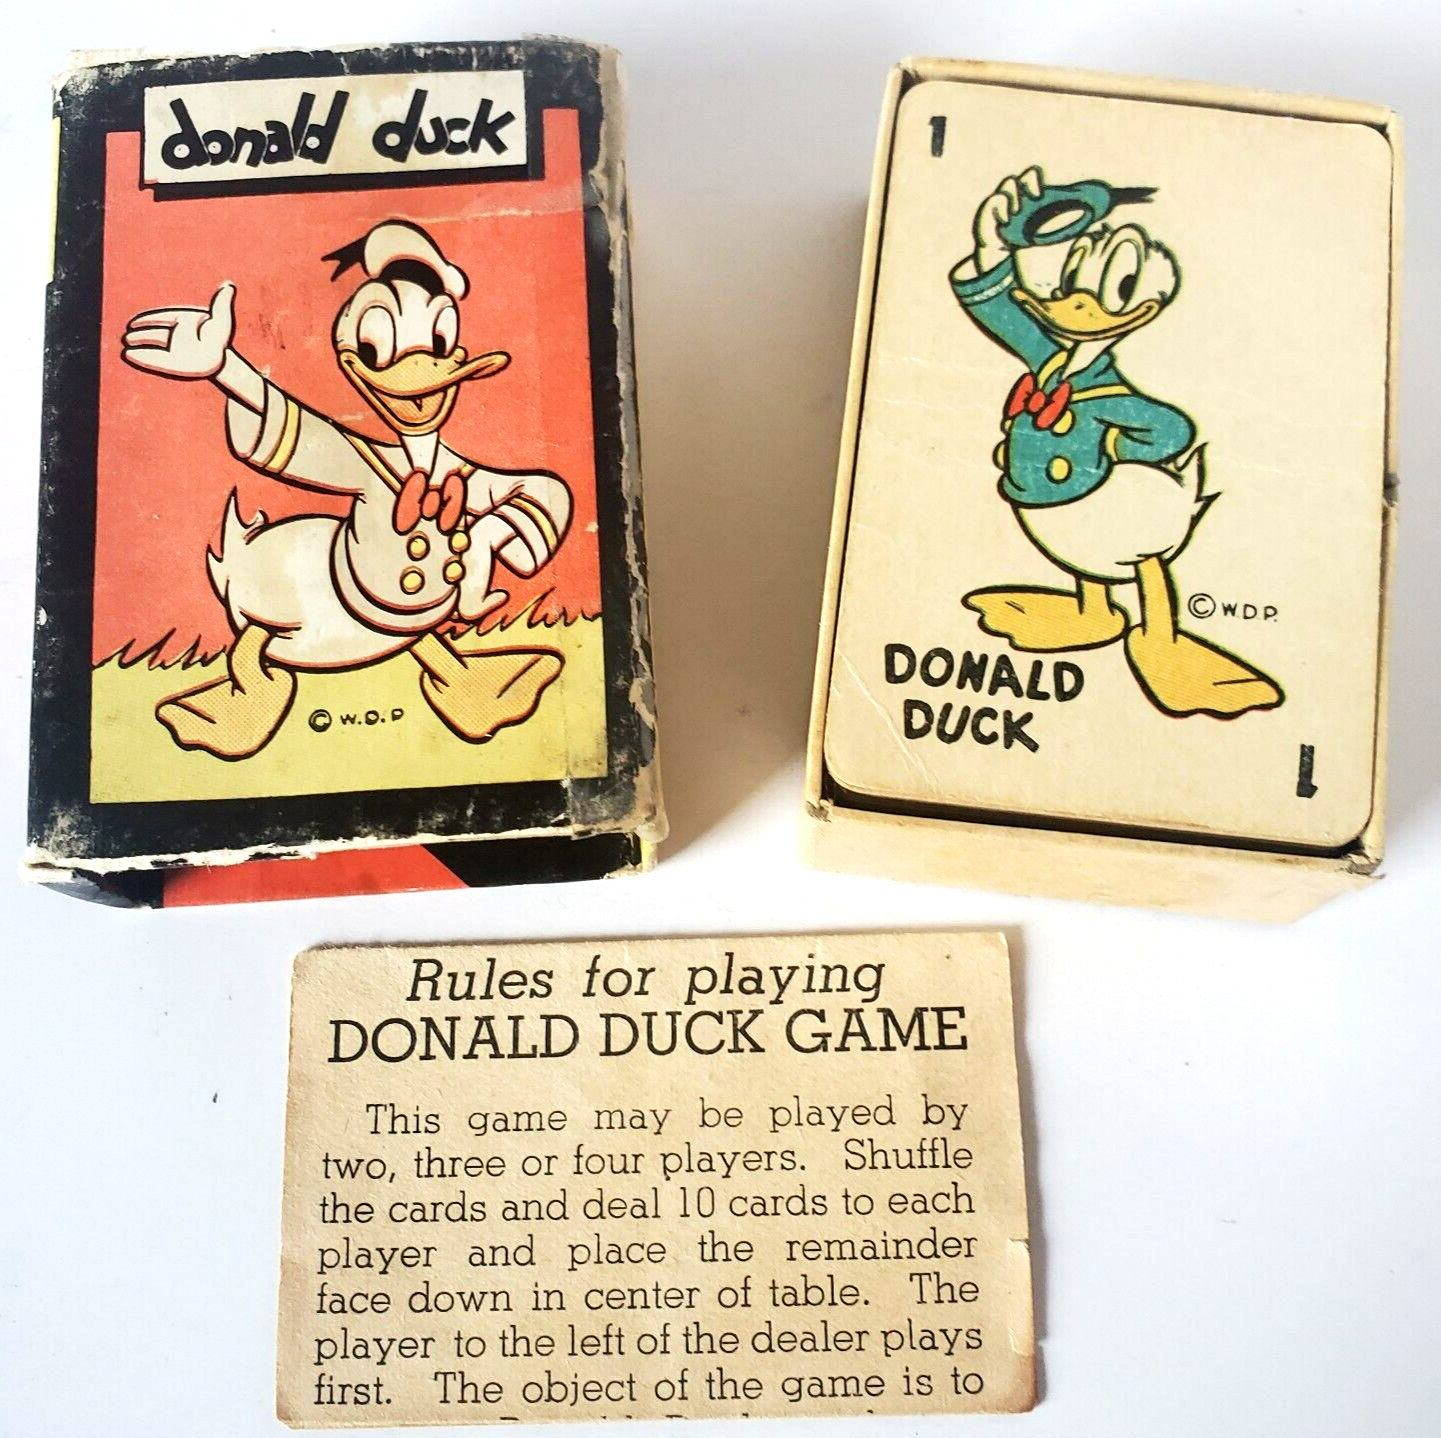 donald duck
© W.D.P
1
© W.D.P.
DONALD
DUCK
1
Rules for playing
DONALD DUCK GAME
This game may be played by
two, three or four players. Shuffle
the cards and deal 10 cards to each
player and place the remainder
face down in center of table. The
player to the left of the dealer plays
first. The object of the game is to